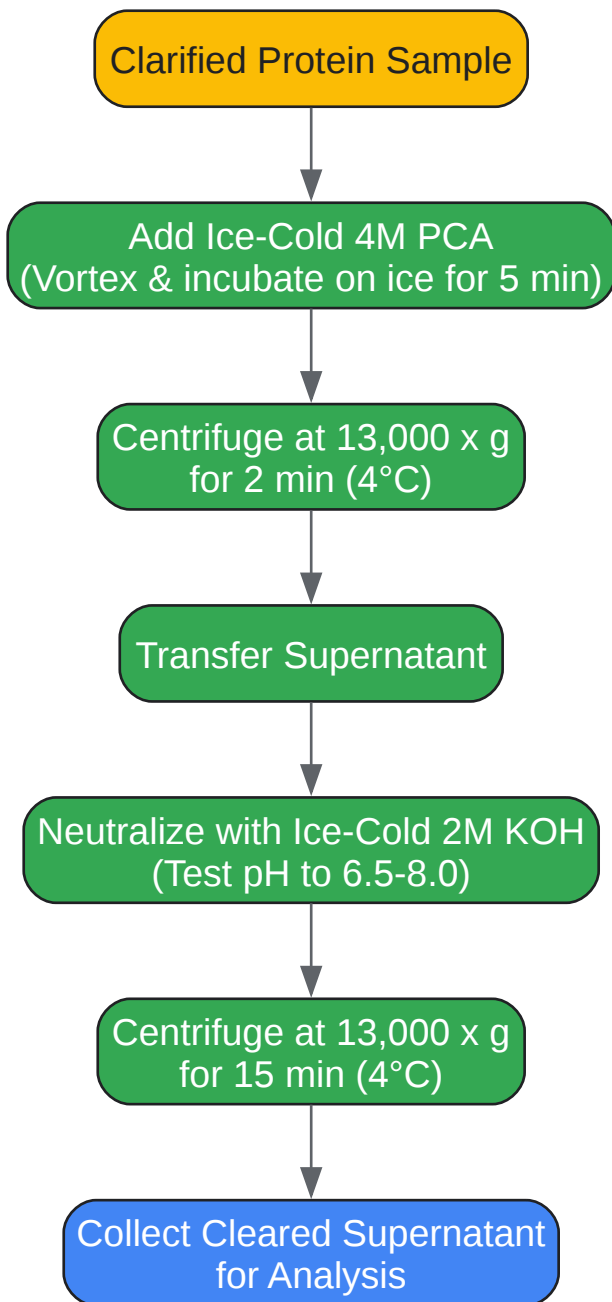 Clarified Protein Sample
Add Ice-Cold 4M PCA
(Vortex & incubate on ice for 5 min)
Centrifuge at 13,000 x g
for 2 min (4°C)
Transfer Supernatant
Neutralize with Ice-Cold 2M KOH
(Test pH to 6.5-8.0)
Centrifuge at 13,000 x g
for 15 min (4°C)
Collect Cleared Supernatant
for Analysis